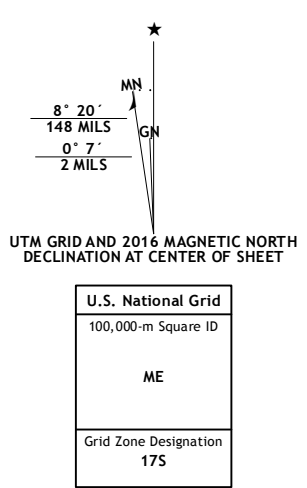 ★
MN
8° 20´
148 MILS
GN
0° 7´
2 MILS
UTM GRID AND 2016 MAGNETIC NORTH
DECLINATION AT CENTER OF SHEET
U.S. National Grid
100,000-m Square ID
ME
Grid Zone Designation
17S